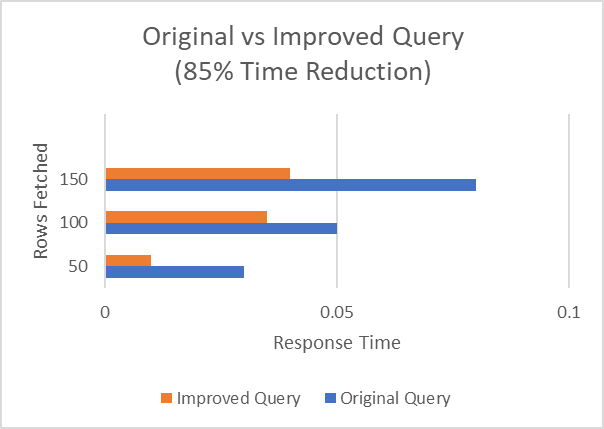 Original vs Improved Query
(85% Time Reduction)
Rows Fetched
150
100
50
0 0.05 0.1
Response Time
Improved Query Original Query